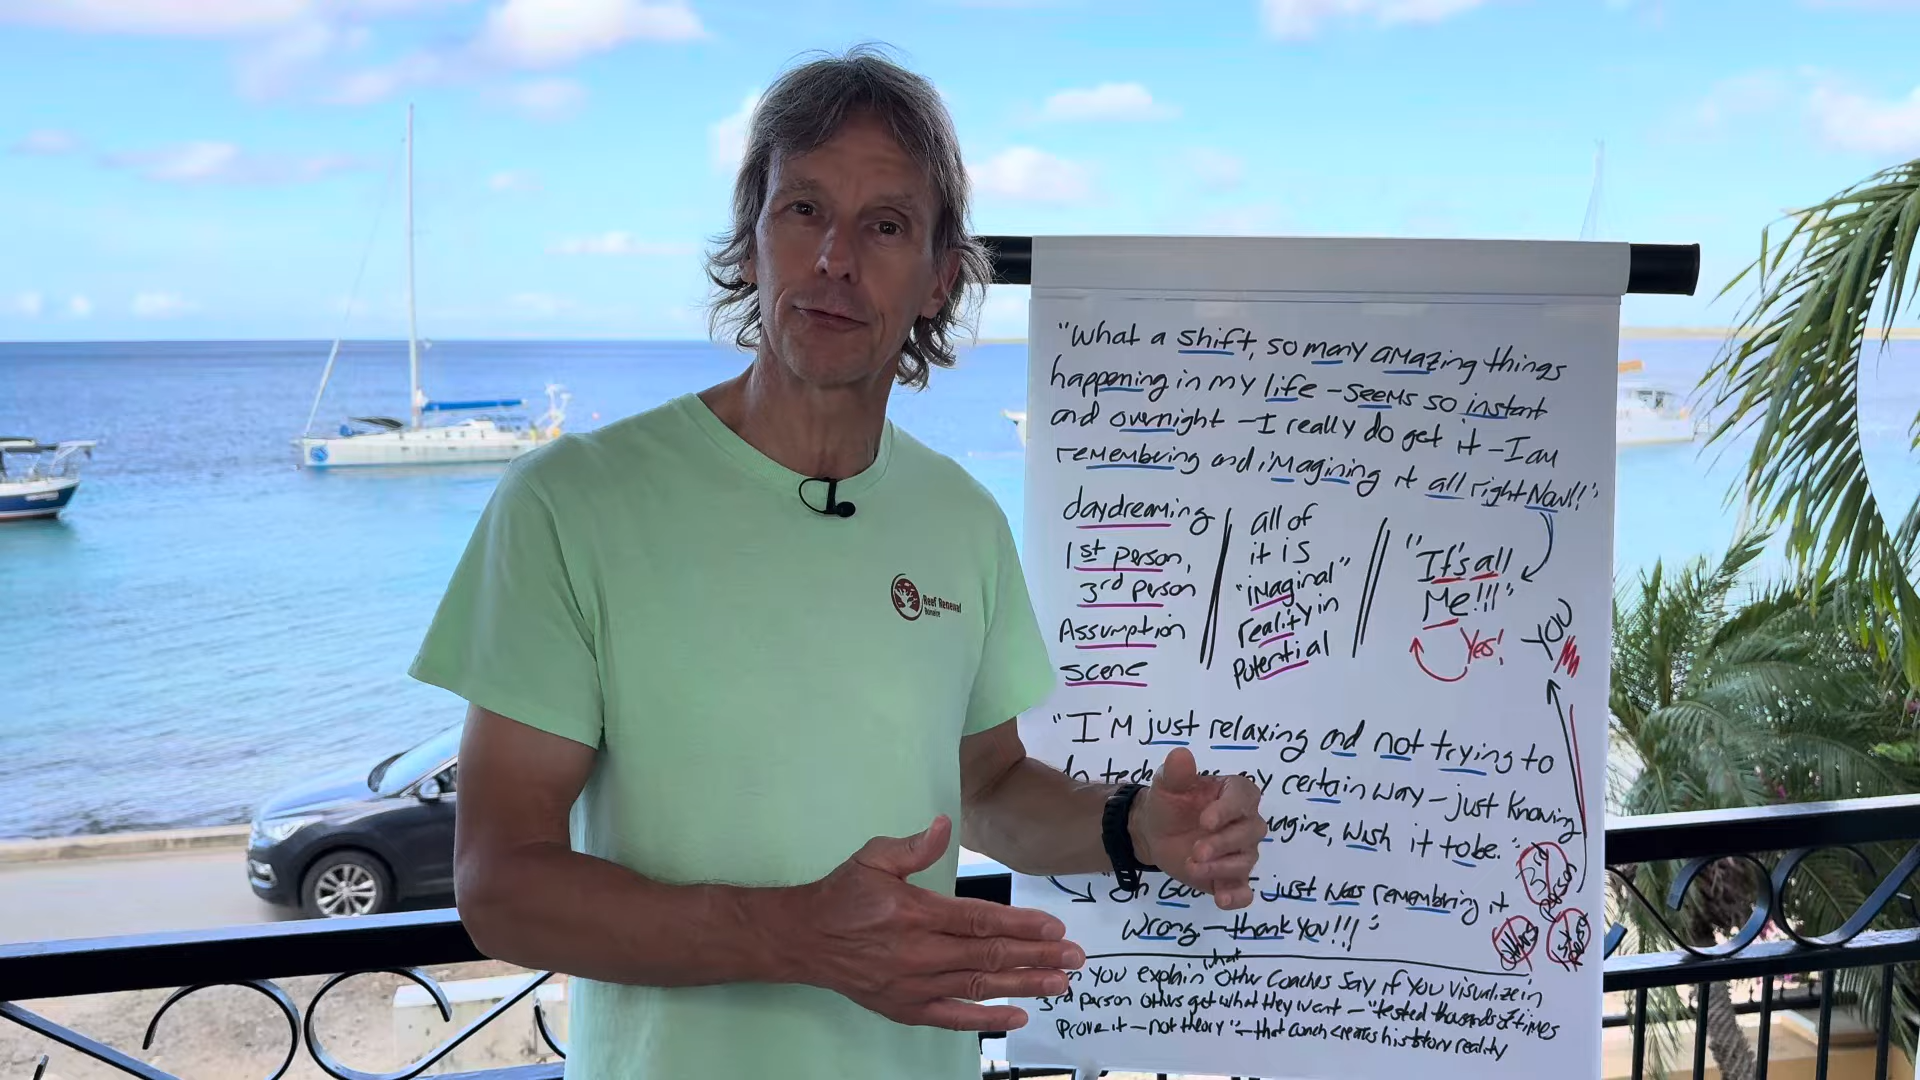 "What a shift, so many amazing things
happening in my life - seems so instant
and overnight - I really do get it - I am
remembering and imagining it all right Now!!"
daydreaming
1st person,
3rd person
Assumption
scene
all of
it is
"imaginal"
reality in
potential
"It's all
Me!!!"
Yes!
YOU
"I'm just relaxing and not trying to
certain way - just knowing
wish it to be."
just was remembering it
wrong - thank you!!!"
3rd
person
others
1st
person
you explain what other coaches say if you visualize in
3rd person others get what they want - "tested thousands of times
prove it - not theory" - that coach creates his story reality
Reef Renewal
Bonaire